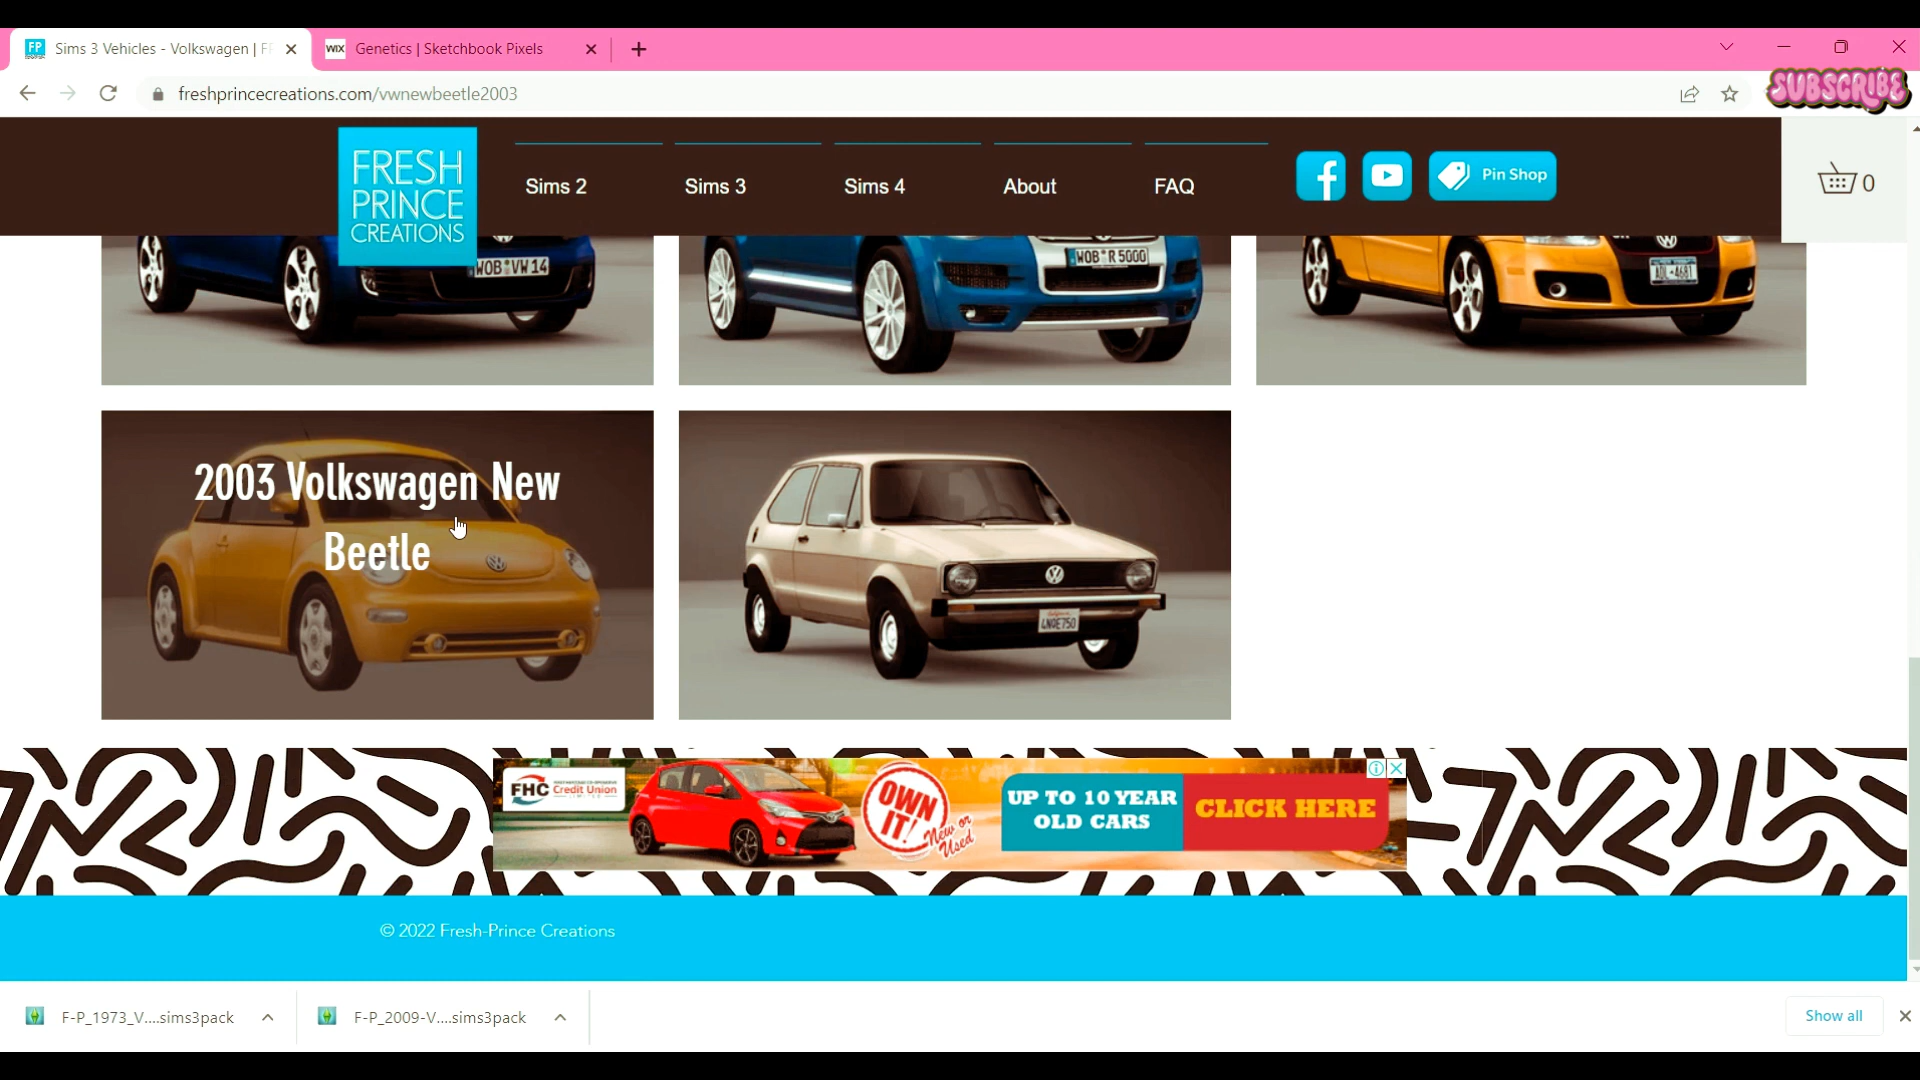 Sims 3 Vehicles - Volkswagen | FF
WIX Genetics | Sketchbook Pixels
freshprincecreations.com/vwnewbeetle2003
SUBSCRIBE
FRESH
PRINCE
CREATIONS
Sims 2
Sims 3
Sims 4
About
FAQ
Pin Shop
0
WOB VW 14
WOB R 5000
2003 Volkswagen New
Beetle
FHC
Credit Union
OWN
IT!
New or
Used
UP TO 10 YEAR
OLD CARS
CLICK HERE
© 2022 Fresh-Prince Creations
F-P_1973_V....sims3pack
F-P_2009-V....sims3pack
Show all